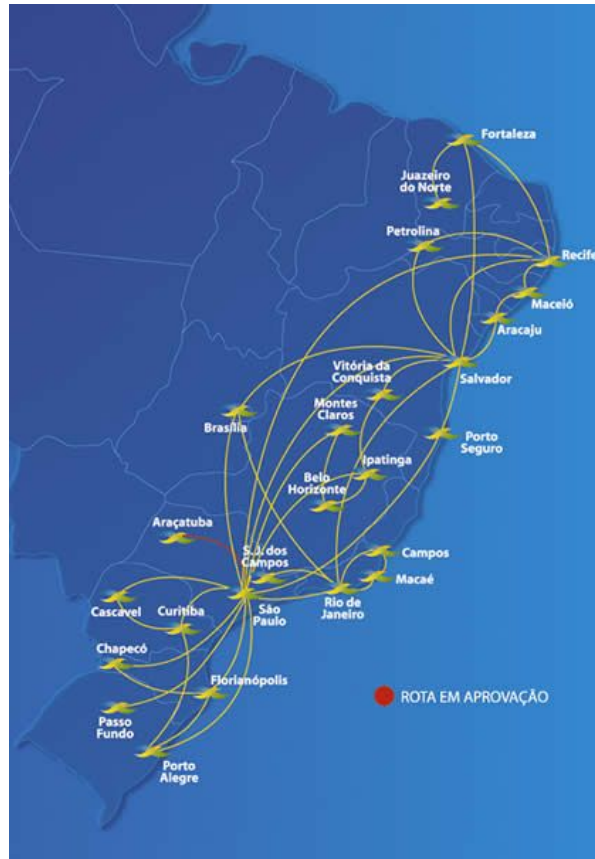 Fortaleza
Juazeiro
do Norte
Petrolina
Recife
Maceió
Aracaju
Salvador
Vitória da
Conquista
Montes
Claros
Brasília
Porto
Seguro
Ipatinga
Belo
Horizonte
Araçatuba
S. J. dos
Campos
Campos
Macaé
Cascavel
Curitiba
São
Paulo
Rio de
Janeiro
Chapecó
Florianópolis
ROTA EM APROVAÇÃO
Passo
Fundo
Porto
Alegre